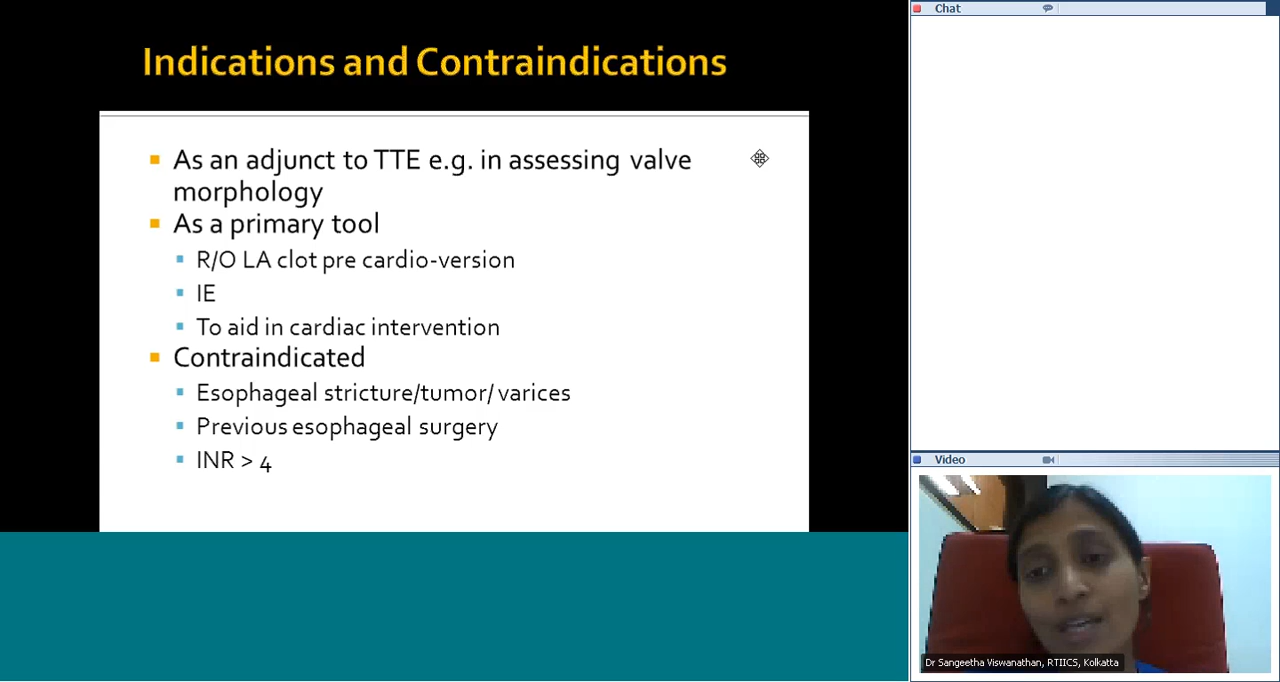 Indications and Contraindications
As an adjunct to TTE e.g. in assessing valve
morphology
As a primary tool
R/O LA clot pre cardio-version
IE
To aid in cardiac intervention
Contraindicated
Esophageal stricture/tumor/ varices
Previous esophageal surgery
INR > 4
Chat
Video
Dr Sangeetha Viswanathan, RTIICS, Kolkatta